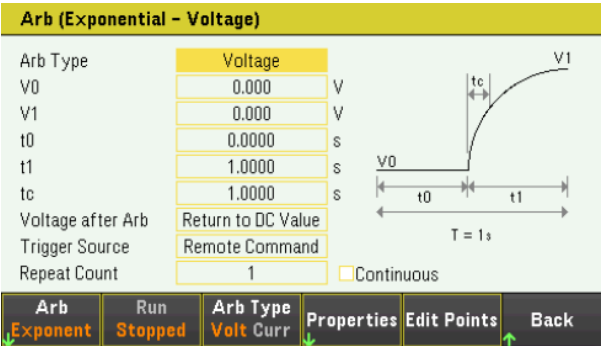 Arb (Exponential - Voltage)
Arb Type Voltage
V0 0.000 V
V1 0.000 V
t0 0.0000 s
t1 1.0000 s
tc 1.0000 s
Voltage after Arb Return to DC Value
Trigger Source Remote Command
Repeat Count 1 Continuous
V1
tc
V0
t0 t1
T = 1s
Arb Run Arb Type Properties Edit Points Back
Exponent Stopped Volt Curr